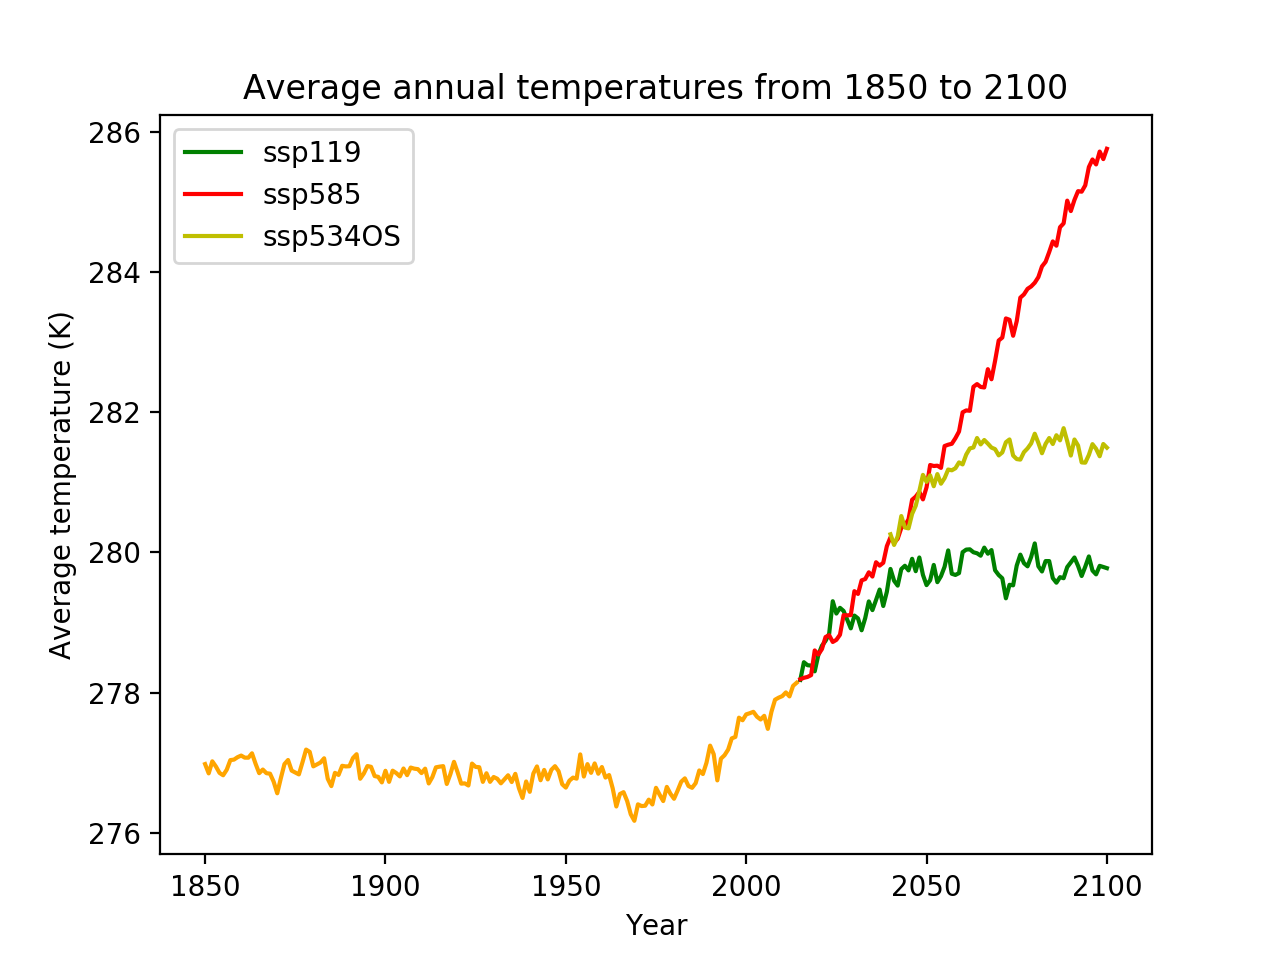 Average annual temperatures from 1850 to 2100
ssp119
ssp585
ssp534OS
286
284
282
280
278
276
Average temperature (K)
1850 1900 1950 2000 2050 2100
Year